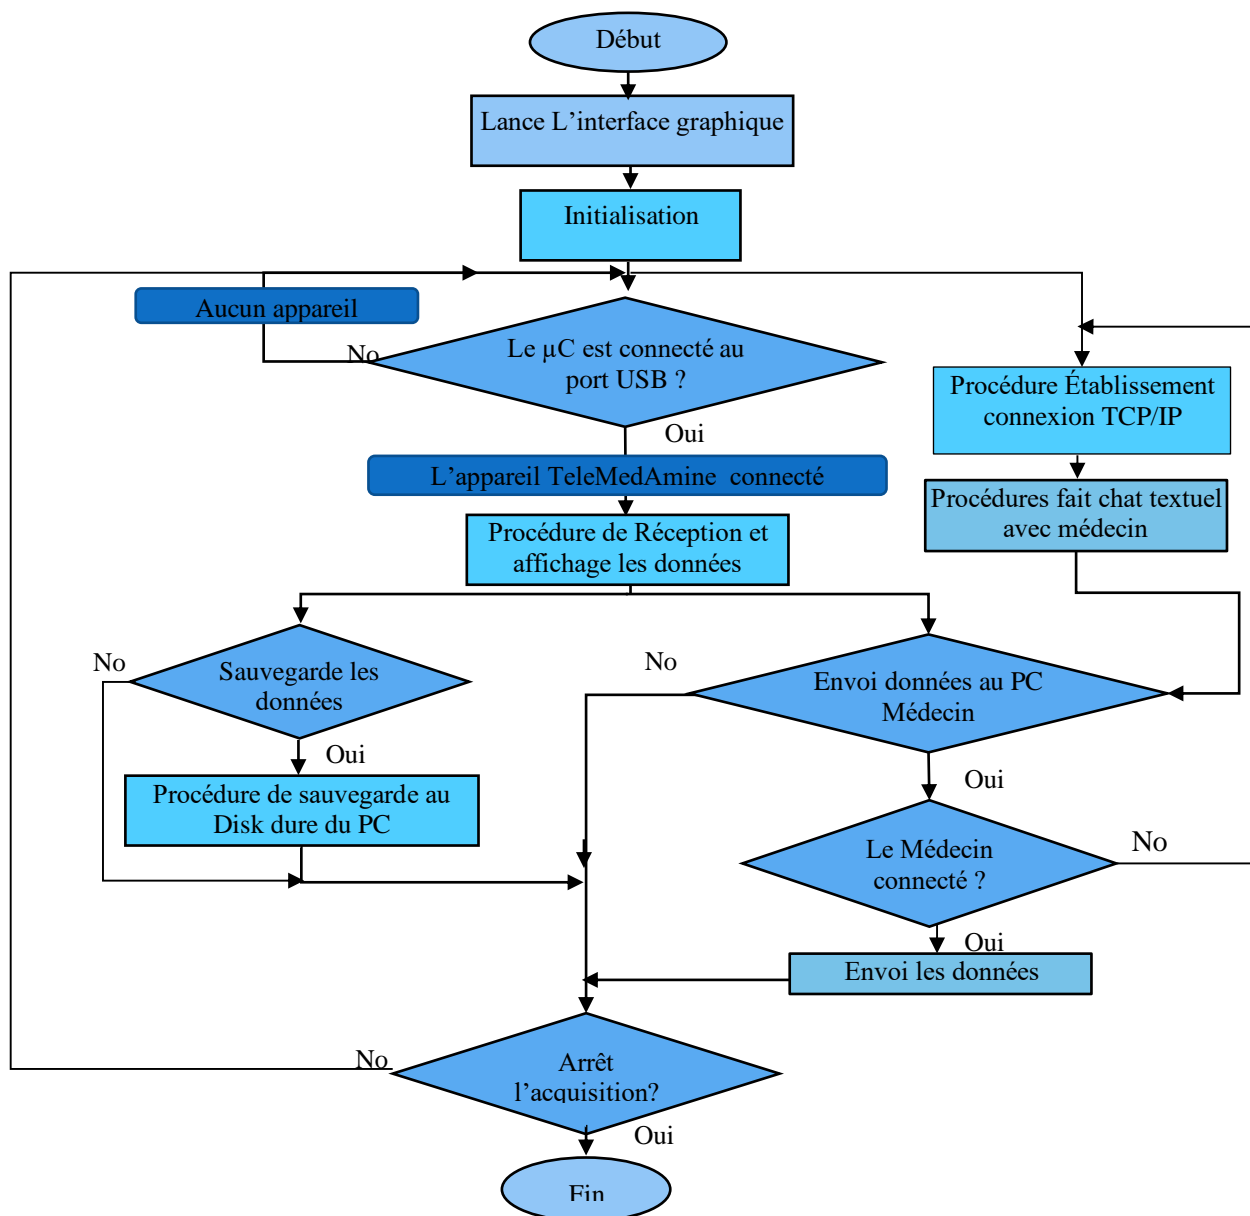 Début
Lance L’interface graphique
Initialisation
Aucun appareil
No
Le µC est connecté au
port USB ?
Oui
Procédure Établissement
connexion TCP/IP
L’appareil TeleMedAmine connecté
Procédures fait chat textuel
avec médecin
Procédure de Réception et
affichage les données
No
Sauvegarde les
données
Oui
No
Envoi données au PC
Médecin
Oui
Procédure de sauvegarde au
Disk dure du PC
Le Médecin
connecté ?
No
Oui
Envoi les données
No
Arrêt
l’acquisition?
Oui
Fin